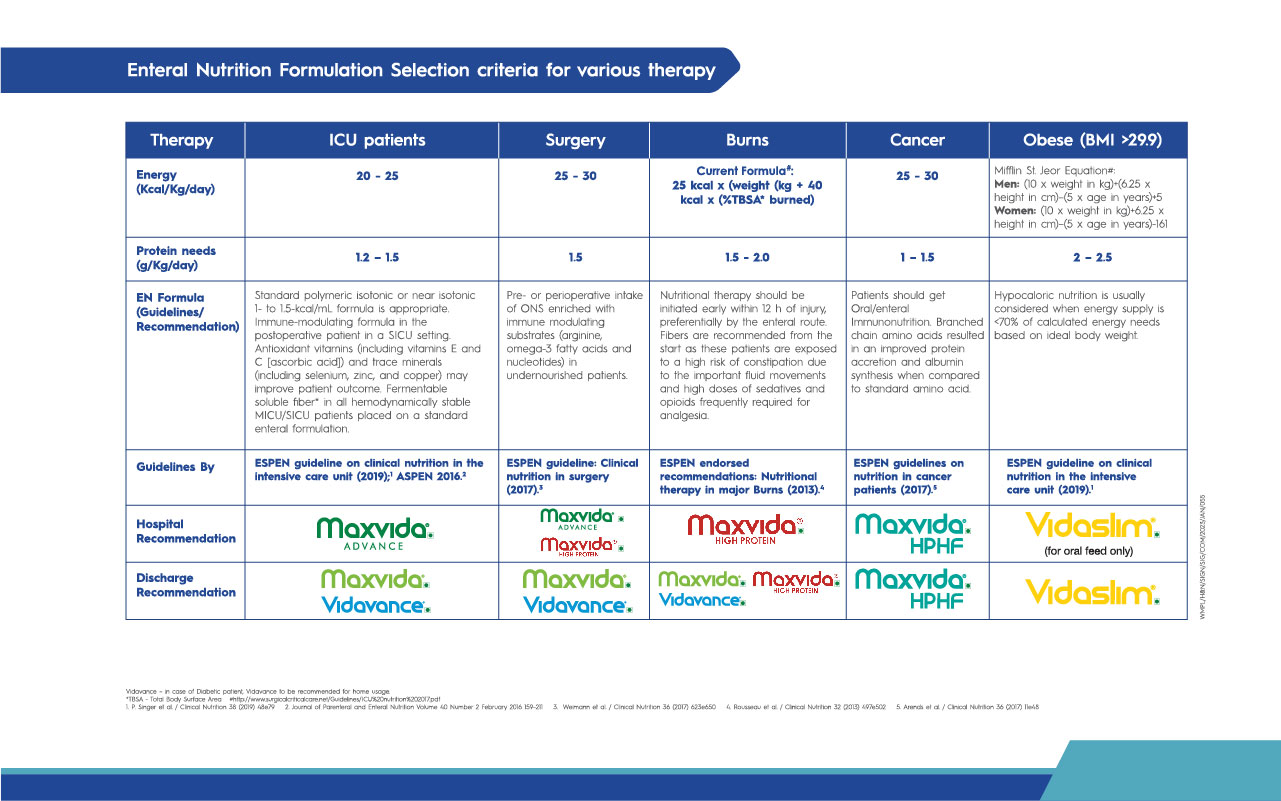 Enteral Nutrition Formulation Selection criteria for various therapy
Therapy
ICU patients
Surgery
Burns
Cancer
Obese (BMI >29.9)
Energy
(Kcal/Kg/day)
20 - 25
25 - 30
Current Formula#:
25 kcal x (weight (kg + 40
kcal x (%TBSA* burned)
25 - 30
Mifflin St. Jeor Equation#:
Men: (10 x weight in kg)+(6.25 x
height in cm)–(5 x age in years)+5
Women: (10 x weight in kg)+6.25 x
height in cm)–(5 x age in years)-161
Protein needs
(g/Kg/day)
1.2 – 1.5
1.5
1.5 - 2.0
1 – 1.5
2 – 2.5
EN Formula
(Guidelines/
Recommendation)
Standard polymeric isotonic or near isotonic
1- to 1.5-kcal/mL formula is appropriate.
Immune-modulating formula in the
postoperative patient in a SICU setting.
Antioxidant vitamins (including vitamins E and
C [ascorbic acid]) and trace minerals
(including selenium, zinc, and copper) may
improve patient outcome. Fermentable
soluble fiber* in all hemodynamically stable
MICU/SICU patients placed on a standard
enteral formulation.
Pre- or perioperative intake
of ONS enriched with
immune modulating
substrates (arginine,
omega-3 fatty acids and
nucleotides) in
undernourished patients.
Nutritional therapy should be
initiated early within 12 h of injury,
preferentially by the enteral route.
Fibers are recommended from the
start as these patients are exposed
to a high risk of constipation due
to the important fluid movements
and high doses of sedatives and
opioids frequently required for
analgesia.
Patients should get
Oral/enteral
Immunonutrition. Branched
chain amino acids resulted
in an improved protein
accretion and albumin
synthesis when compared
to standard amino acid.
Hypocaloric nutrition is usually
considered when energy supply is
<70% of calculated energy needs
based on ideal body weight.
Guidelines By
ESPEN guideline on clinical nutrition in the
intensive care unit (2019);¹ ASPEN 2016.²
ESPEN guideline: Clinical
nutrition in surgery
(2017).³
ESPEN endorsed
recommendations: Nutritional
therapy in major Burns (2013).⁴
ESPEN guidelines on
nutrition in cancer
patients (2017).⁵
ESPEN guideline on clinical
nutrition in the intensive
care unit (2019).¹
Hospital
Recommendation
Maxvida®
ADVANCE
Maxvida®
ADVANCE
Maxvida®
HIGH PROTEIN
Maxvida®
HIGH PROTEIN
Maxvida®
HPHF
Vidaslim®
(for oral feed only)
Discharge
Recommendation
Maxvida®
Vidavance®
Maxvida®
Vidavance®
Maxvida®
Vidavance®
Maxvida®
HIGH PROTEIN
Maxvida®
HPHF
Vidaslim®
Vidavance – in case of Diabetic patient, Vidavance to be recommended for home usage.
*TBSA - Total Body Surface Area #http://www.surgicalcriticalcare.net/Guidelines/ICU%20nutrition%202017.pdf
1. P. Singer et al. / Clinical Nutrition 38 (2019) 48e79 2. Journal of Parenteral and Enteral Nutrition Volume 40 Number 2 February 2016 159–211 3. Weimann et al. / Clinical Nutrition 36 (2017) 623e650 4. Rousseau et al. / Clinical Nutrition 32 (2013) 497e502 5. Arends et al. / Clinical Nutrition 36 (2017) 11e48